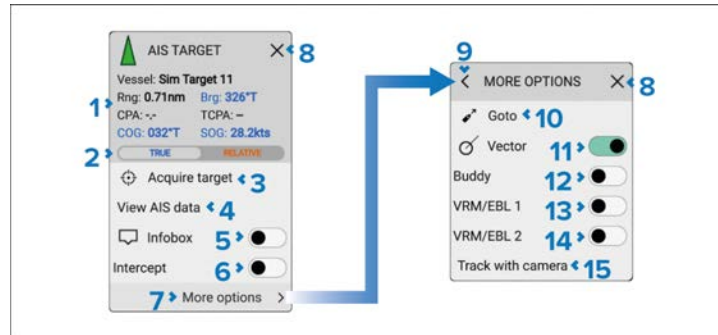 AIS TARGET
8
Vessel: Sim Target 11
1
Rng: 0.71nm Brg: 326°T
CPA: -.- TCPA: –
COG: 032°T SOG: 28.2kts
2
TRUE RELATIVE
Acquire target 3
View AIS data 4
Infobox 5
Intercept 6
7 More options >
9
< MORE OPTIONS 8
Goto 10
Vector 11
Buddy 12
VRM/EBL 1 13
VRM/EBL 2 14
Track with camera 15